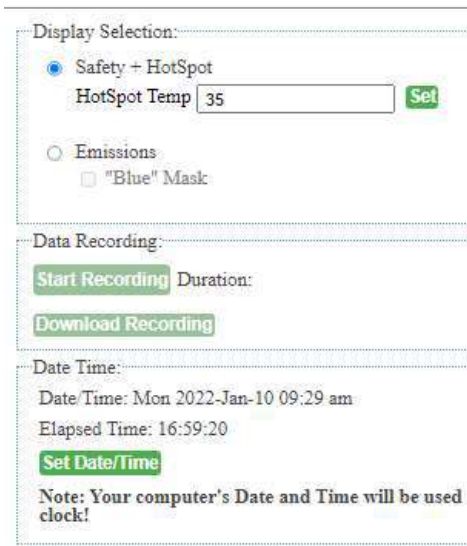 Display Selection:
Safety + HotSpot
HotSpot Temp 35 Set
Emissions
"Blue" Mask
Data Recording:
Start Recording Duration:
Download Recording
Date Time:
Date/Time: Mon 2022-Jan-10 09:29 am
Elapsed Time: 16:59:20
Set Date/Time
Note: Your computer's Date and Time will be used
clock!